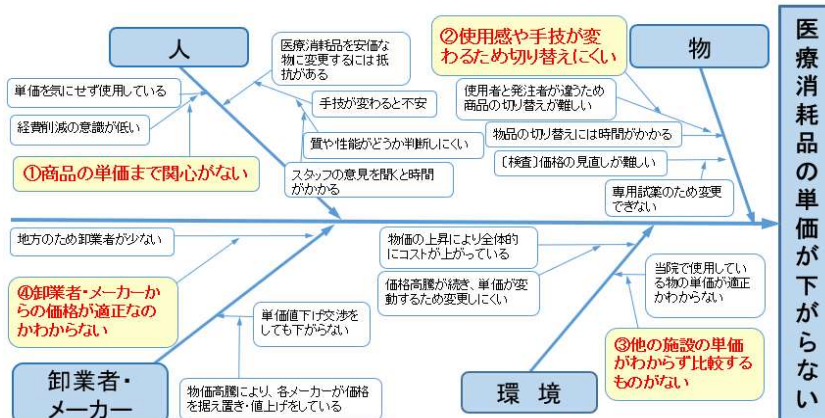 人
医療消耗品を安価な
物に変更するには抵
抗がある
②使用感や手技が変
わるため切り替えにくい
物
単価を気にせず使用している
手技が変わると不安
使用者と発注者が違うため
商品の切り替えが難しい
経費削減の意識が低い
質や性能がどうか判断しにくい
物品の切り替えには時間がかかる
①商品の単価まで関心がない
スタッフの意見を聞くと時間
がかかる
〔検査〕価格の見直しが難しい
専用試薬のため変更
できない
医療消耗品の単価が下がらない
地方のため卸業者が少ない
物価の上昇により全体的
にコストが上がっている
④卸業者・メーカーか
らの価格が適正なの
かわからない
価格高騰が続き、単価が変
動するため変更しにくい
当院で使用してい
る物の単価が適正
かわからない
単価値下げ交渉を
しても下がらない
③他の施設の単価
がわからず比較する
ものがない
卸業者・
メーカー
物価高騰により、各メーカーが価格
を据え置き・値上げをしている
環境